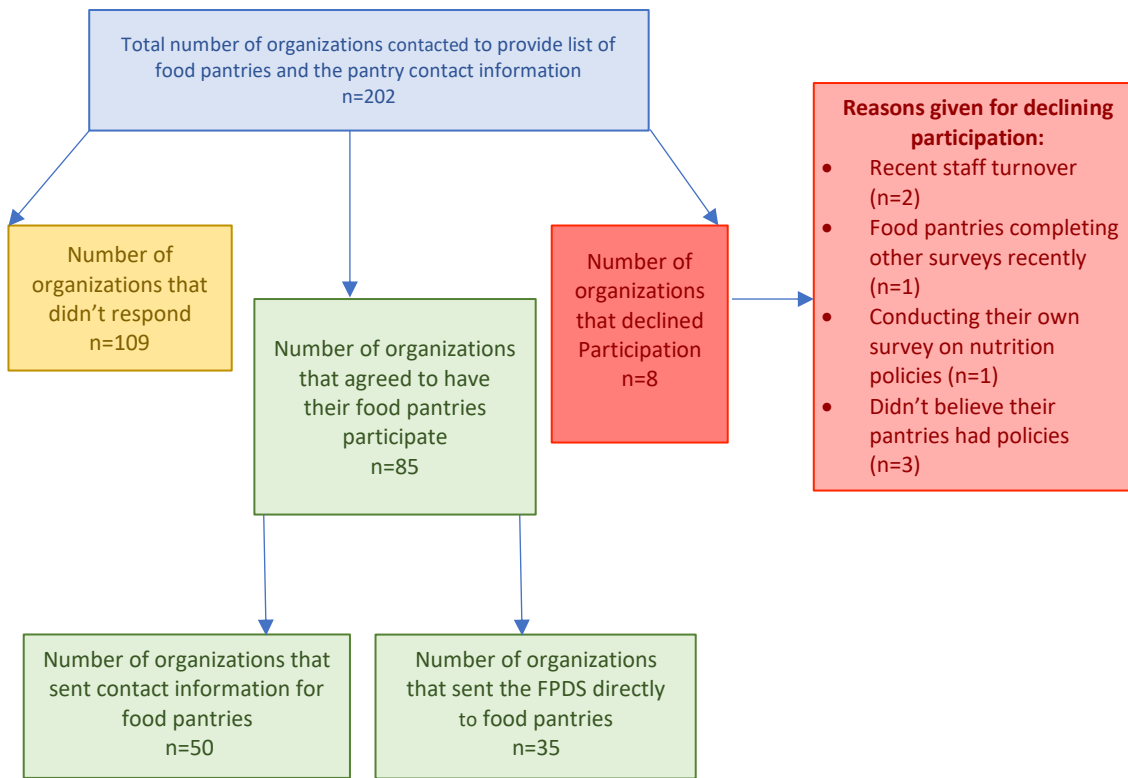 Total number of organizations contacted to provide list of
food pantries and the pantry contact information
n=202
Number of
organizations that
didn’t respond
n=109
Number of organizations
that agreed to have
their food pantries
participate
n=85
Number of
organizations
that declined
Participation
n=8
Reasons given for declining
participation:
• Recent staff turnover
(n=2)
• Food pantries completing
other surveys recently
(n=1)
• Conducting their own
survey on nutrition
policies (n=1)
• Didn’t believe their
pantries had policies
(n=3)
Number of organizations that
sent contact information for
food pantries
n=50
Number of organizations
that sent the FPDS directly
to food pantries
n=35